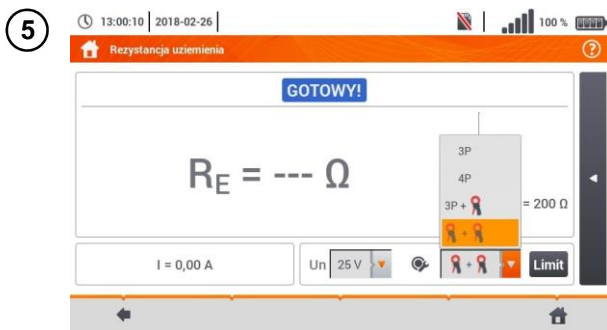 5
13:00:10 2018-02-26 100 %
Rezystancja uziemienia ?
GOTOWY!
3P
4P
RE = --- Ω
3P + = 200 Ω
+
I = 0,00 A Un 25 V + Limit